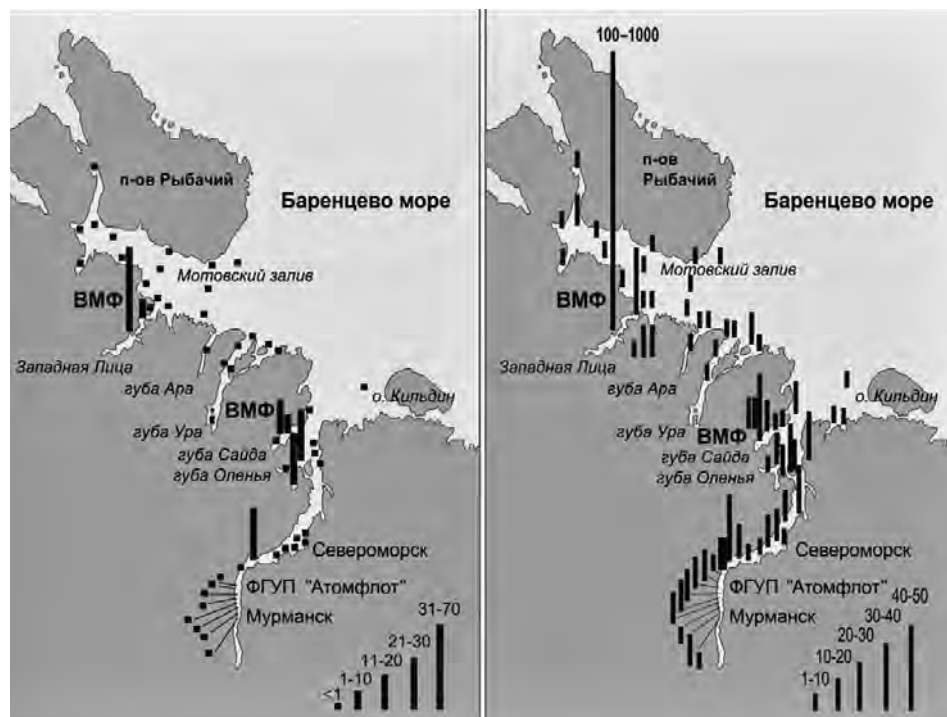 п-ов Рыбачий
Баренцево море
Мотовский залив
ВМФ
Западная Лица
губа Ара
о. Кильдин
ВМФ
губа Ура
губа Сайда
губа Оленья
Североморск
ФГУП "Атомфлот"
Мурманск
<1
1-10
11-20
21-30
31-70
100–1000
п-ов
Рыбачий
Баренцево море
Мотовский залив
ВМФ
Западная Лица
губа Ара
о. Кильдин
губа Ура
ВМФ
губа Сайда
губа Оленья
Североморск
ФГУП "Атомфлот"
Мурманск
1-10
10-20
20-30
30-40
40-50